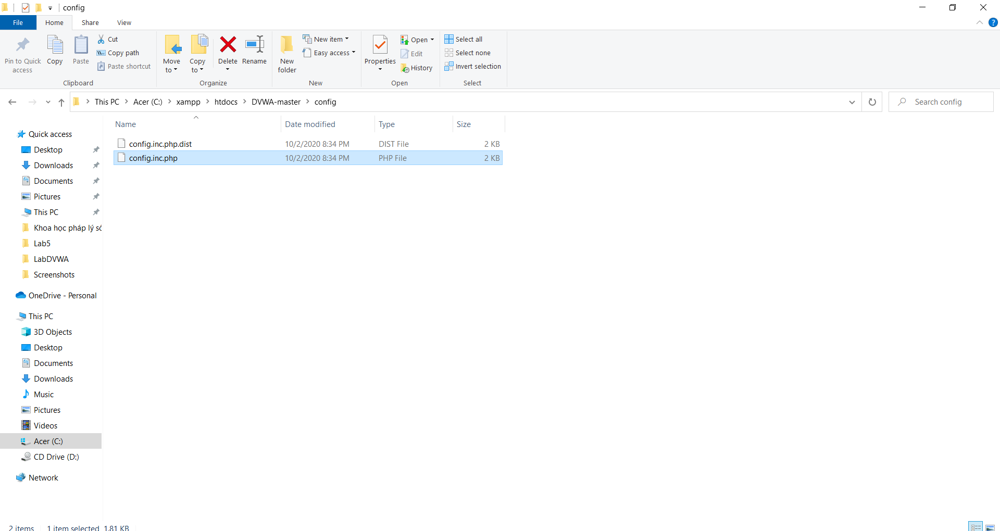 config
File Home Share View
Pin to Quick access
Copy
Paste
Cut
Copy path
Paste shortcut
Clipboard
Move to
Copy to
Delete
Rename
Organize
New folder
New item
Easy access
New
Properties
Open
Edit
History
Open
Select all
Select none
Invert selection
Select
This PC > Acer (C:) > xampp > htdocs > DVWA-master > config
Search config
Name Date modified Type Size
config.inc.php.dist 10/2/2020 8:34 PM DIST File 2 KB
config.inc.php 10/2/2020 8:34 PM PHP File 2 KB
Quick access
Desktop
Downloads
Documents
Pictures
This PC
Khoa học pháp lý số
Lab5
LabDVWA
Screenshots
OneDrive - Personal
This PC
3D Objects
Desktop
Documents
Downloads
Music
Pictures
Videos
Acer (C:)
CD Drive (D:)
Network
2 items 1 item selected 1.81 KB